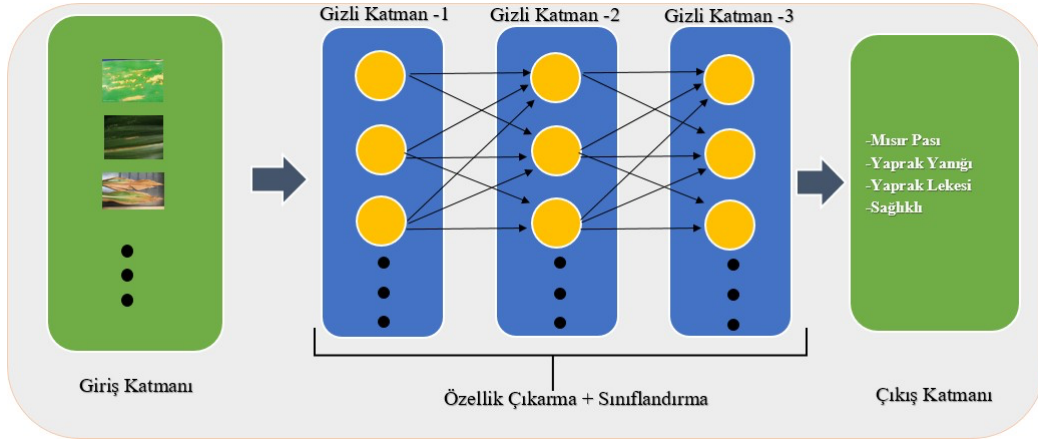 Gizli Katman -1
Gizli Katman -2
Gizli Katman -3
-Mısır Pası
-Yaprak Yanığı
-Yaprak Lekesi
-Sağlıklı
Giriş Katmanı
Özellik Çıkarma + Sınıflandırma
Çıkış Katmanı